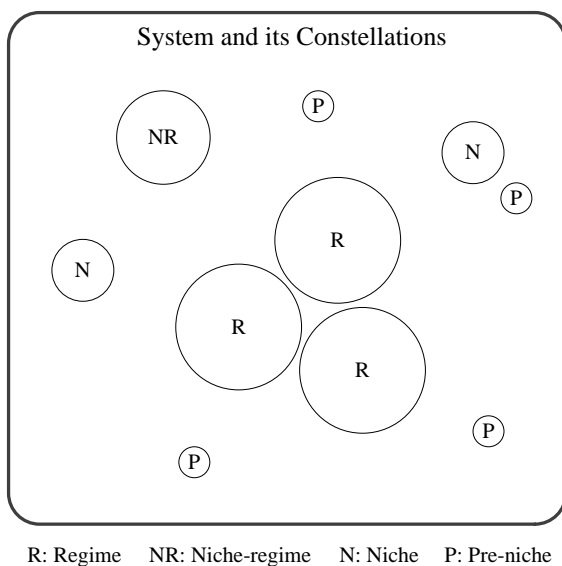 System and its Constellations
P
NR
N
P
R
N
R
R
P
P
R: Regime NR: Niche-regime N: Niche P: Pre-niche